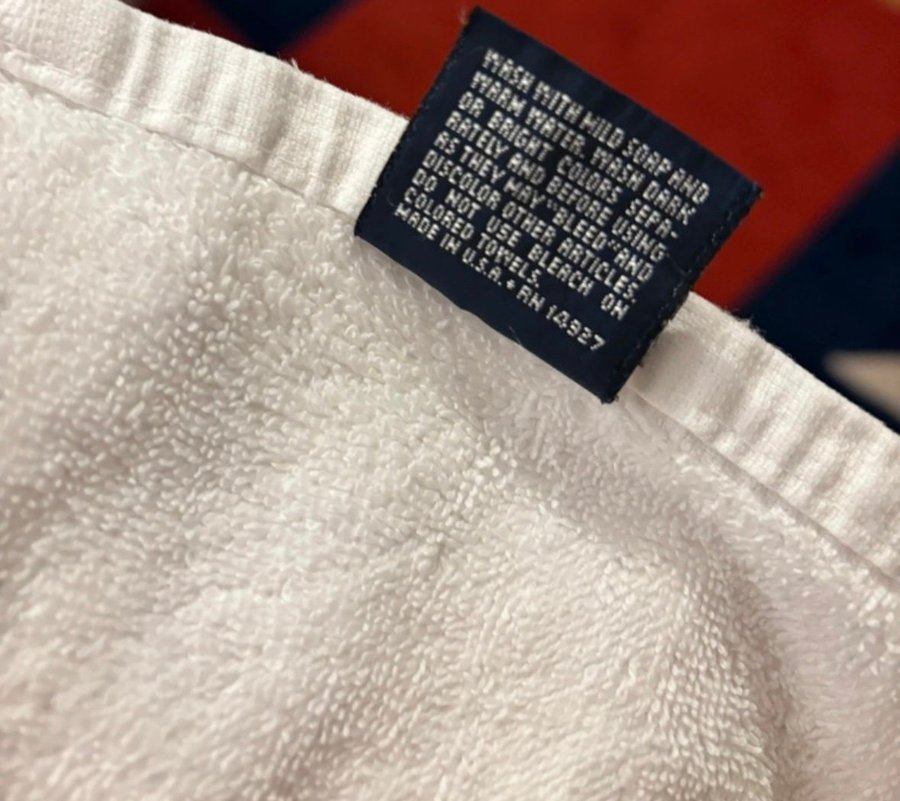 WASH WITH MILD SOAP AND
WARM WATER. WASH DARK
OR BRIGHT COLORS SEPA-
RATELY AND BEFORE USING
AS THEY MAY "BLEED" AND
DISCOLOR OTHER ARTICLES.
DO NOT USE BLEACH ON
COLORED TOWELS.
MADE IN U.S.A. • RN 14927